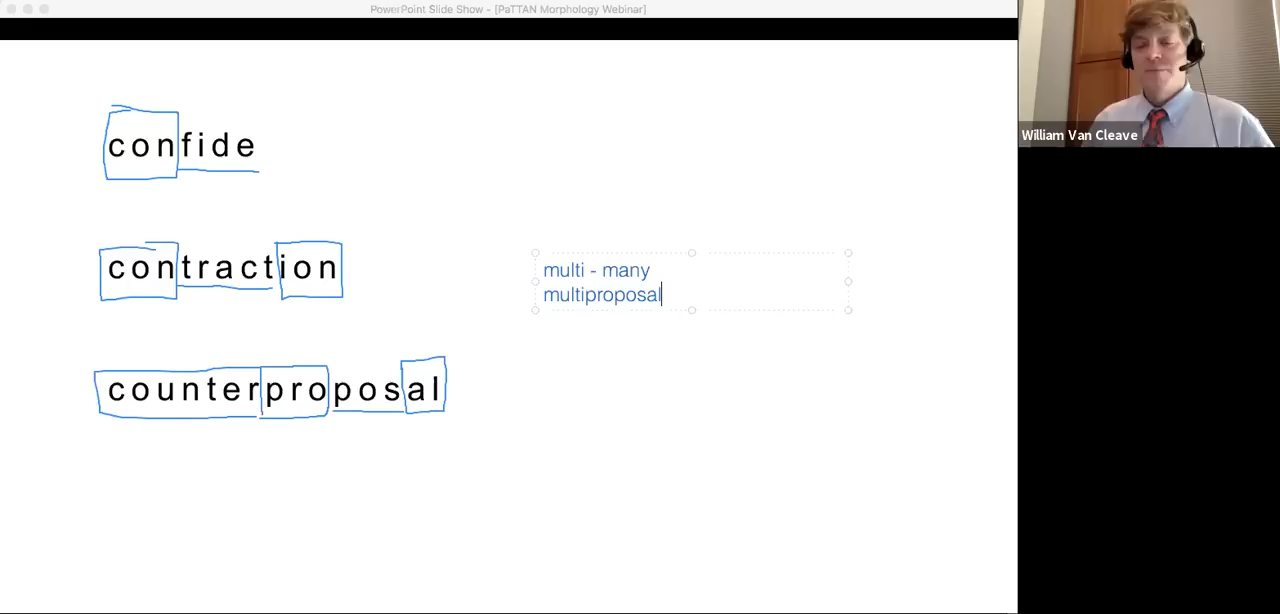 PowerPoint Slide Show - [PaTTAN Morphology Webinar]
William Van Cleave
confide
contraction
multi - many
multiproposal
counterproposal